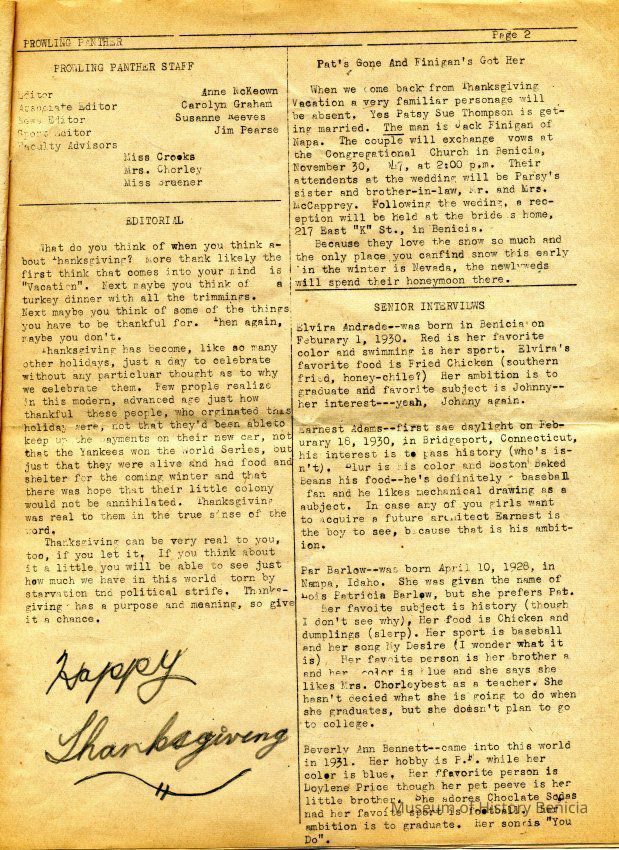 PROWLING PANTHER
Page 2
PROWLING PANTHER STAFF
Editor Anne McKeown
Associate Editor Carolyn Graham
News Editor Susanne Reeves
Sports Editor Jim Pearse
Faculty Advisors
Miss Crooks
Mrs. Chorley
Miss Gruener
EDITORIAL
What do you think of when you think a-
bout Thanksgiving? More thank likely the
first think that comes into your mind is
"Vacation". Next maybe you think of a
turkey dinner with all the trimmings.
Next maybe you think of some of the things
you have to be thankful for. Then again,
maybe you don't.
Thanksgiving has become, like so many
other holidays, just a day to celebrate
without any particluar thought as to why
we celebrate them. Few prople realize
in this modern, advanced age just how
thankful these people, who orginated this
holiday were, not that they'd been ableto
keep up the payments on their new car, not
that the Yankees won the World Series, but
just that they were alive and had food and
shelter for the coming winter and that
there was hope that their little colony
would not be annihilated. Thanksgiving
was real to them in the true sense of the
word.
Thanksgiving can be very real to you,
too, if you let it. If you think about
it a little you will be able to see just
how much we have in this world torn by
starvation tnd political strife. Thanks-
giving has a purpose and meaning, so give
it a chance.
Happy
Thanksgiving
Pat's Gone And Finigan's Got Her
When we come back from Thanksgiving
Vacation a very familiar personage will
be absent. Yes Patsy Sue Thompson is get-
ing married. The man is Jack Finigan of
Napa. The couple will exchange vows at
the Congregational Church in Benicia,
November 30, '47, at 2:00 p.m. Their
attendents at the wedding will be Parsy's
sister and brother-in-law, Mr. and Mrs.
McCapprey. Following the weding, a rec-
eption will be held at the bride s home,
217 East "K" St., in Benicia.
Because they love the snow so much and
the only place you canfind snow this early
in the winter is Nevada, the newlyweds
will spend their honeymoon there.
SENIOR INTERVIEWS
Elvira Andrade--was born in Benicia on
Feburary 1, 1930. Red is her favorite
color and swimming is her sport. Elvira's
favorite food is Fried Chicken (southern
fried, honey-chile?) Her ambition is to
graduate and favorite subject is Johnny--
her interest---yeah, Johnny again.
Earnest Adams--first sae daylight on Feb-
urary 18, 1930, in Bridgeport, Connecticut,
his interest is to pass history (who's is-
n't). Blur is his color and Boston Baked
Beans his food--he's definitely a baseball
fan and he likes mechanical drawing as a
aubject. In case any of you girls want
to acquire a future architect Earnest is
the boy to see, because that is his ambit-
ion.
Par Barlow--was born April 10, 1928, in
Nampa, Idaho. She was given the name of
Lois Patricia Barlow, but she prefers Pat.
Her favoite subject is history (though
I don't see why), Her food is Chicken and
dumplings (slerp). Her sport is baseball
and her song My Desire (I wonder what it
is) Her favoite person is her brother a
and her color is blue and she says she
likes Mrs. Chorleybest as a teacher. She
hasn't decied what she is going to do when
she graduates, but she doesn't plan to go
to college.
Beverly Ann Bennett--came into this world
in 1931. Her hobby is P.P. while her
color is blue. Her ffavorite person is
Doylene Price though her pet peeve is her
little brother. She adores Choclate Sodas
nad her favoite sport is football. Her
ambition is to graduate. Her songis "You
Do".
Museum of History Benicia